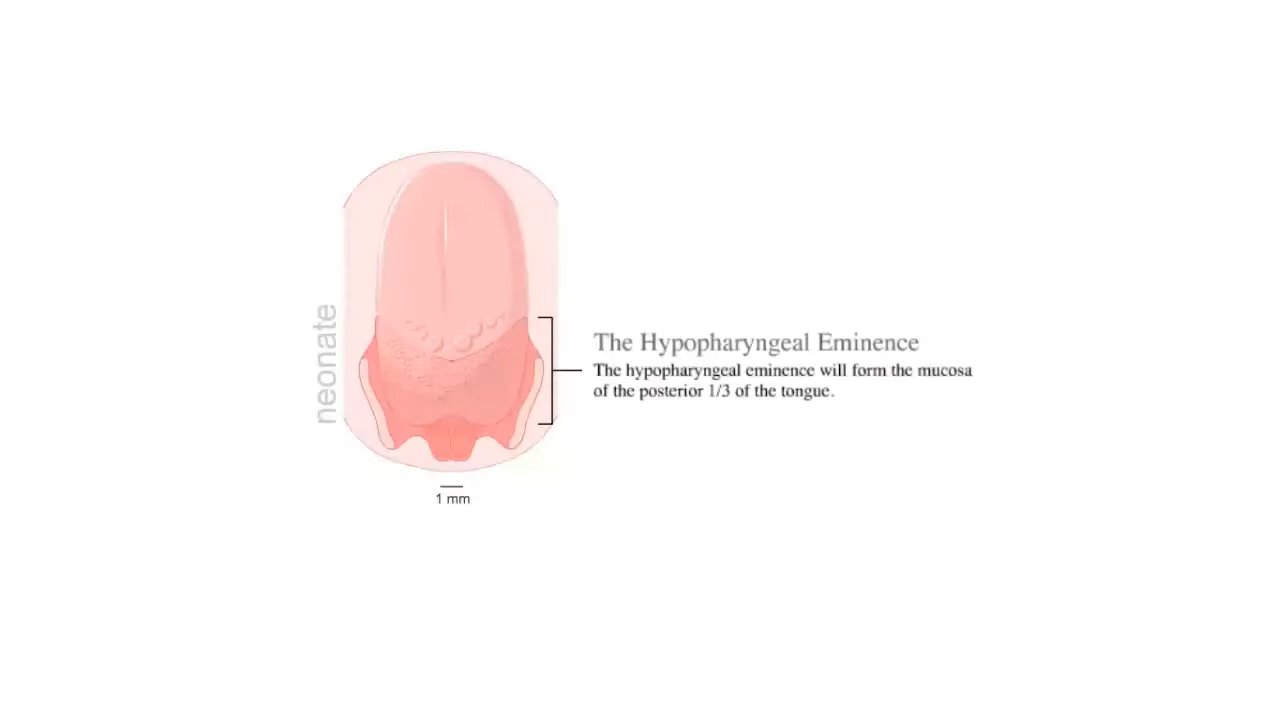 neonate
The Hypopharyngeal Eminence
The hypopharyngeal eminence will form the mucosa
of the posterior 1/3 of the tongue.
1 mm